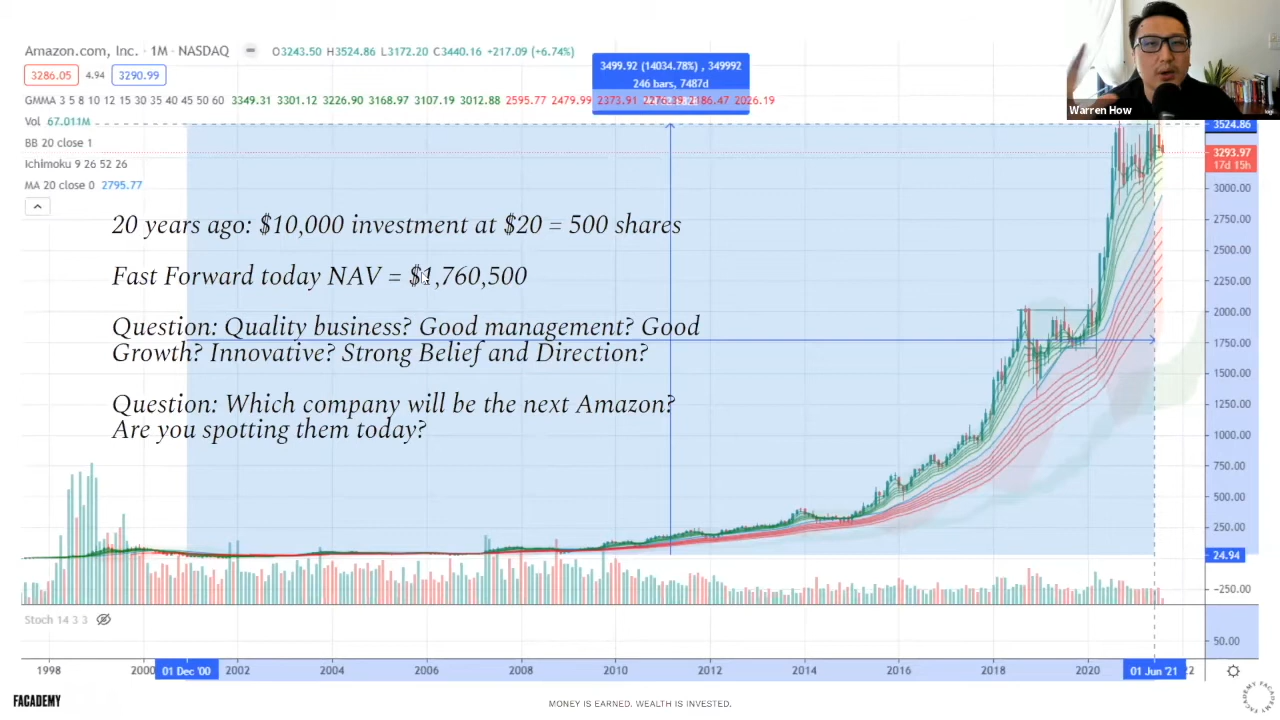 Amazon.com, Inc. · 1M · NASDAQ O3243.50 H3524.86 L3172.20 C3440.16 +217.09 (+6.74%)
3286.05 4.94 3290.99
GMMA 3 5 8 10 12 15 30 35 40 45 50 60 3349.31 3301.12 3226.90 3168.97 3107.19 3012.88 2595.77 2479.99 2373.91 2186.47 2026.19
Vol 67.011M
BB 20 close 1
Ichimoku 9 26 52 26
MA 20 close 0 2795.77
3499.92 (14034.78%) , 349992
246 bars, 7487d
Warren How
20 years ago: $10,000 investment at $20 = 500 shares
Fast Forward today NAV = $1,760,500
Question: Quality business? Good management? Good
Growth? Innovative? Strong Belief and Direction?
Question: Which company will be the next Amazon?
Are you spotting them today?
3524.86
3293.97
17d 15h
3000.00
2750.00
2500.00
2250.00
2000.00
1750.00
1500.00
1250.00
1000.00
750.00
500.00
250.00
24.94
−250.00
Stoch 14 3 3
50.00
1998 2000 01 Dec '00 2002 2004 2006 2008 2010 2012 2014 2016 2018 2020 01 Jun '21 22
FACADEMY
MONEY IS EARNED. WEALTH IS INVESTED.
FACADEMY FACADEMY